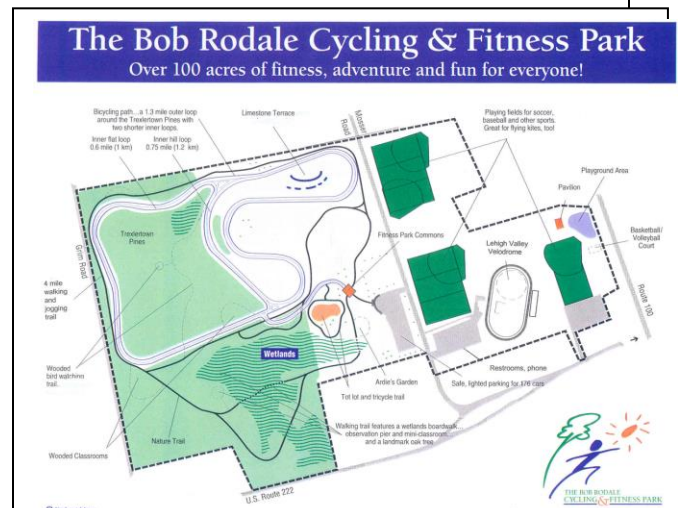 The Bob Rodale Cycling & Fitness Park
Over 100 acres of fitness, adventure and fun for everyone!
Bicycling path...a 1.3 mile outer loop
around the Trexlertown Pines with
two shorter inner loops.
Limestone Terrace
Mosser
Road
Playing fields for soccer,
baseball and other sports.
Great for flying kites, too!
Inner flat loop
0.6 mile (1 km)
Inner hill loop
0.75 mile (1.2 km)
Playground Area
Pavilion
Trexlertown
Pines
Fitness Park Commons
Lehigh Valley
Velodrome
Basketball/
Volleyball
Court
Grim Road
4 mile
walking
and
jogging
trail
Route 100
Wetlands
Wooded
bird watching
trail.
Ardie's Garden
Restrooms, phone
Safe, lighted parking for 176 cars
Tot lot and tricycle trail
Nature Trail
Walking trail features a wetlands boardwalk...
observation pier and mini-classroom...
and a landmark oak tree
Wooded Classrooms
U.S. Route 222
THE BOB RODALE
CYCLING & FITNESS PARK